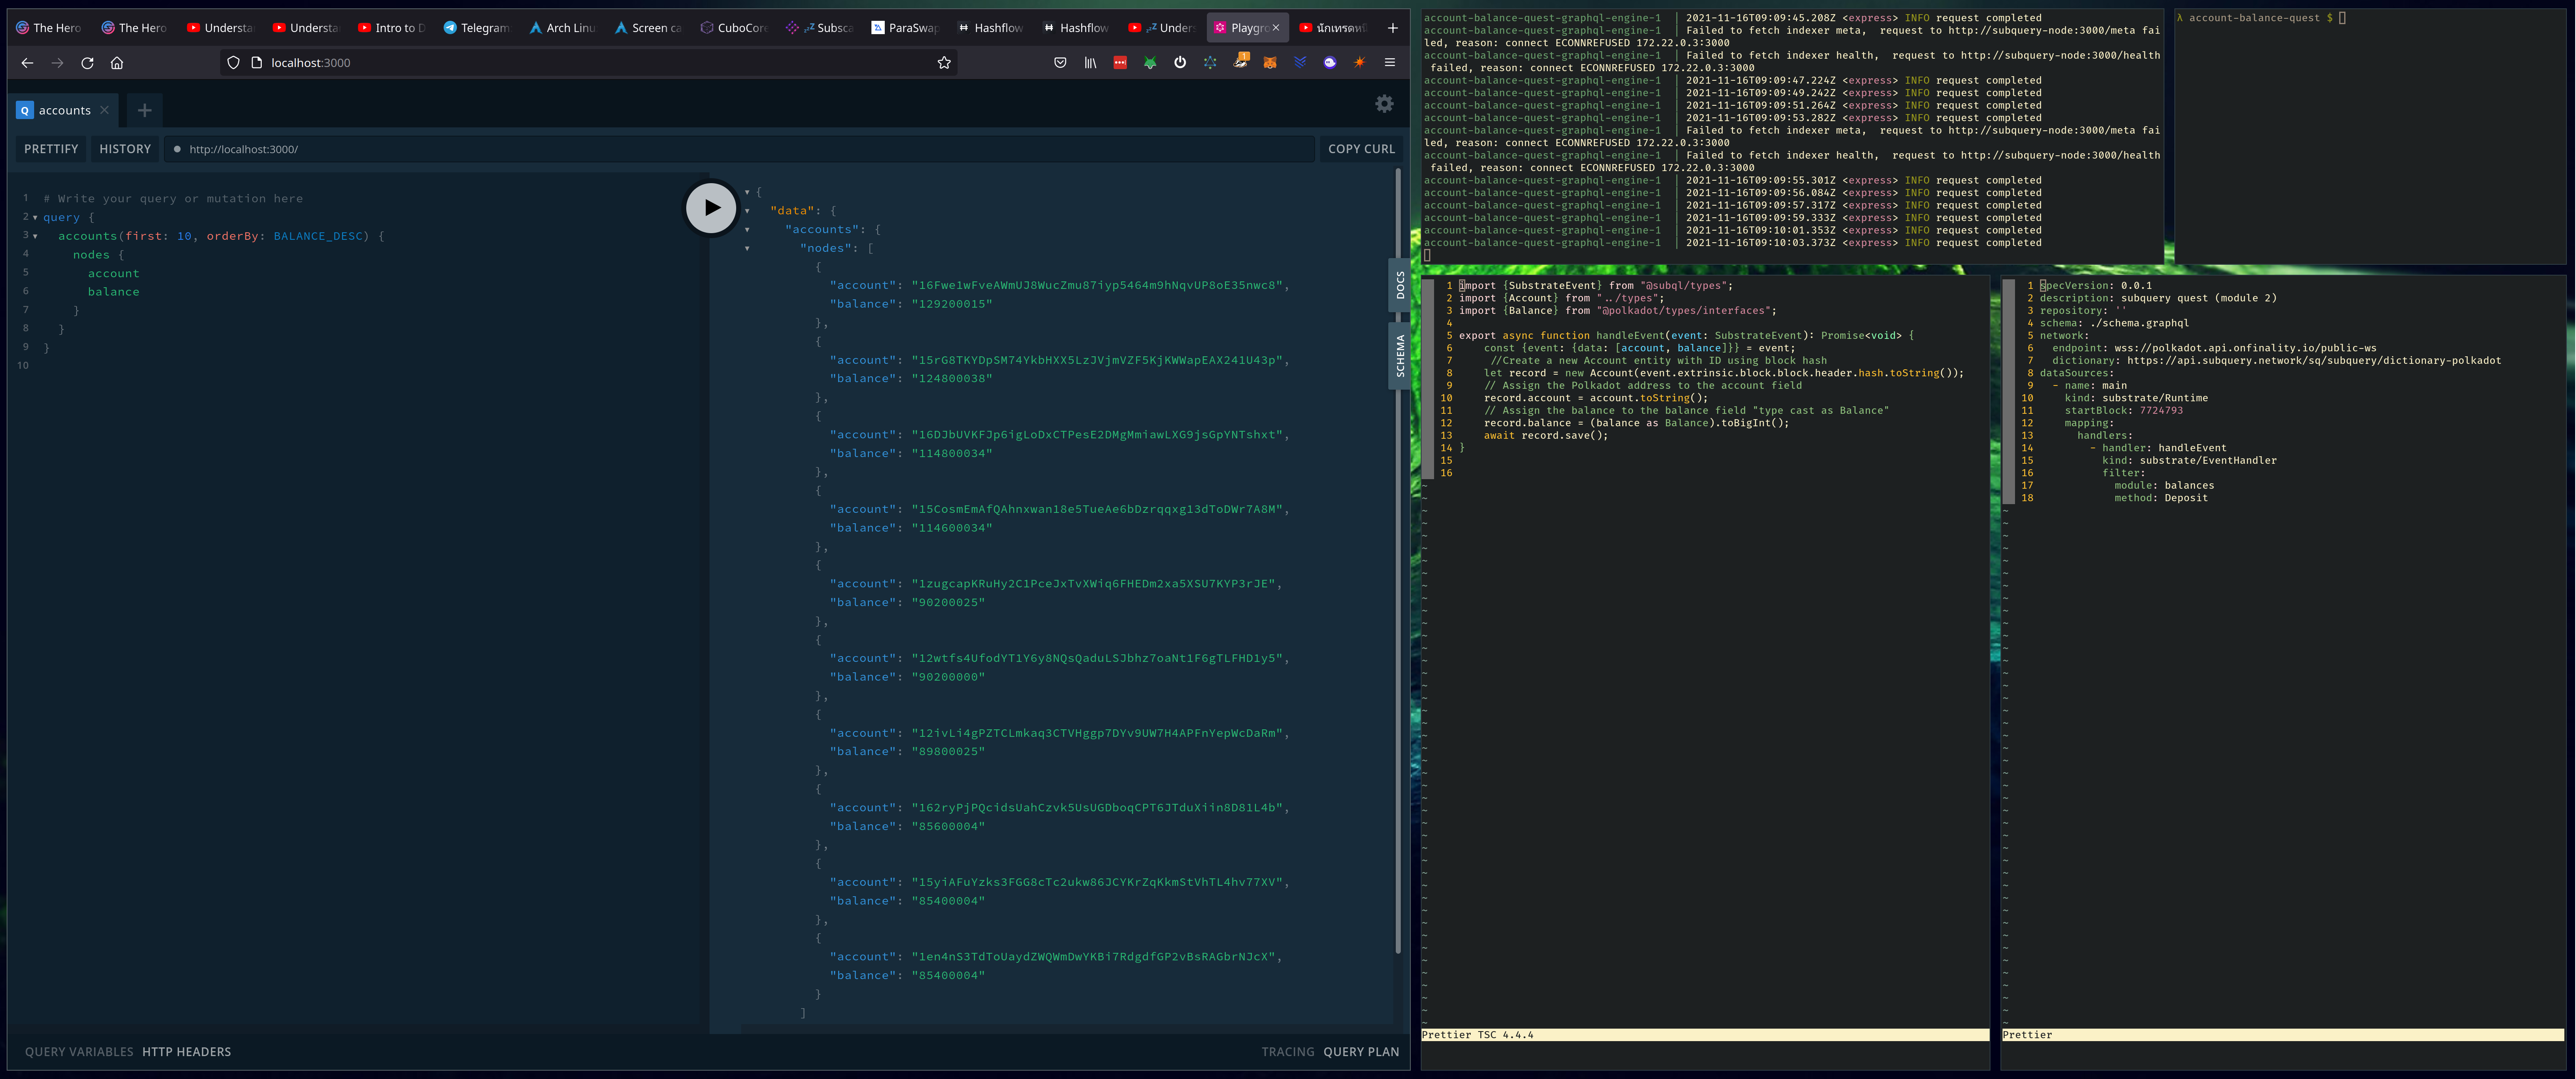 The Hero
The Hero
Understa
Understa
Intro to D
Telegram
Arch Linu
Screen ca
CuboCore
Subsca
ParaSwap
Hashflow
Hashflow
Under
Playgro
นักเทรดหนี
localhost:3000
accounts
PRETTIFY HISTORY http://localhost:3000/ COPY CURL
1 # Write your query or mutation here
2 query {
3 accounts(first: 10, orderBy: BALANCE_DESC) {
4 nodes {
5 account
6 balance
7 }
8 }
9 }
10
{
"data": {
"accounts": {
"nodes": [
{
"account": "16Fwe1wFveAWmUJ8WucZmu87iyp5464m9hNqvUP8oE35nwc8",
"balance": "129200015"
},
{
"account": "15rG8TKYDpSM74YkbHXX5LzJVjmVZF5KjKWWapEAX241U43p",
"balance": "124800038"
},
{
"account": "16DJbUVKFJp6igLoDxCTPesE2DMgMmiawLXG9jsGpYNTshxt",
"balance": "114800034"
},
{
"account": "15CosmEmAfQAhnxwan18e5TueAe6bDzrqqxg13dToDWr7A8M",
"balance": "114600034"
},
{
"account": "1zugcapKRuHy2C1PceJxTvXWiq6FHEDm2xa5XSU7KYP3rJE",
"balance": "90200025"
},
{
"account": "12wtfs4UfodYT1Y6y8NQsQaduLSJbhz7oaNt1F6gTLFHD1y5",
"balance": "90200000"
},
{
"account": "12ivLi4gPZTCLmkaq3CTVHggp7DYv9UW7H4APFnYepWcDaRm",
"balance": "89800025"
},
{
"account": "162ryPjPQcidsUahCzvk5UsUGDboqCPT6JTduXiin8D81L4b",
"balance": "85600004"
},
{
"account": "15yiAFuYzks3FGG8cTc2ukw86JCYKrZqKkmStVhTL4hv77XV",
"balance": "85400004"
},
{
"account": "1en4nS3TdToUaydZWQWmDwYKBi7RdgdfGP2vBsRAGbrNJcX",
"balance": "85400004"
}
]
DOCS
SCHEMA
QUERY VARIABLES HTTP HEADERS
TRACING QUERY PLAN
account-balance-quest-graphql-engine-1 | 2021-11-16T09:09:45.208Z <express> INFO request completed
account-balance-quest-graphql-engine-1 | Failed to fetch indexer meta, request to http://subquery-node:3000/meta fai
led, reason: connect ECONNREFUSED 172.22.0.3:3000
account-balance-quest-graphql-engine-1 | Failed to fetch indexer health, request to http://subquery-node:3000/health
failed, reason: connect ECONNREFUSED 172.22.0.3:3000
account-balance-quest-graphql-engine-1 | 2021-11-16T09:09:47.224Z <express> INFO request completed
account-balance-quest-graphql-engine-1 | 2021-11-16T09:09:49.242Z <express> INFO request completed
account-balance-quest-graphql-engine-1 | 2021-11-16T09:09:51.264Z <express> INFO request completed
account-balance-quest-graphql-engine-1 | 2021-11-16T09:09:53.282Z <express> INFO request completed
account-balance-quest-graphql-engine-1 | Failed to fetch indexer meta, request to http://subquery-node:3000/meta fai
led, reason: connect ECONNREFUSED 172.22.0.3:3000
account-balance-quest-graphql-engine-1 | Failed to fetch indexer health, request to http://subquery-node:3000/health
failed, reason: connect ECONNREFUSED 172.22.0.3:3000
account-balance-quest-graphql-engine-1 | 2021-11-16T09:09:55.301Z <express> INFO request completed
account-balance-quest-graphql-engine-1 | 2021-11-16T09:09:56.084Z <express> INFO request completed
account-balance-quest-graphql-engine-1 | 2021-11-16T09:09:57.317Z <express> INFO request completed
account-balance-quest-graphql-engine-1 | 2021-11-16T09:09:59.333Z <express> INFO request completed
account-balance-quest-graphql-engine-1 | 2021-11-16T09:10:01.353Z <express> INFO request completed
account-balance-quest-graphql-engine-1 | 2021-11-16T09:10:03.373Z <express> INFO request completed
λ account-balance-quest $
1 import {SubstrateEvent} from "@subql/types";
2 import {Account} from "../types";
3 import {Balance} from "@polkadot/types/interfaces";
4
5 export async function handleEvent(event: SubstrateEvent): Promise<void> {
6 const {event: {data: [account, balance]}} = event;
7 //Create a new Account entity with ID using block hash
8 let record = new Account(event.extrinsic.block.block.header.hash.toString());
9 // Assign the Polkadot address to the account field
10 record.account = account.toString();
11 // Assign the balance to the balance field "type cast as Balance"
12 record.balance = (balance as Balance).toBigInt();
13 await record.save();
14 }
15
16
Prettier TSC 4.4.4
1 specVersion: 0.0.1
2 description: subquery quest (module 2)
3 repository: ''
4 schema: ./schema.graphql
5 network:
6 endpoint: wss://polkadot.api.onfinality.io/public-ws
7 dictionary: https://api.subquery.network/sq/subquery/dictionary-polkadot
8 dataSources:
9 - name: main
10 kind: substrate/Runtime
11 startBlock: 7724793
12 mapping:
13 handlers:
14 - handler: handleEvent
15 kind: substrate/EventHandler
16 filter:
17 module: balances
18 method: Deposit
Prettier